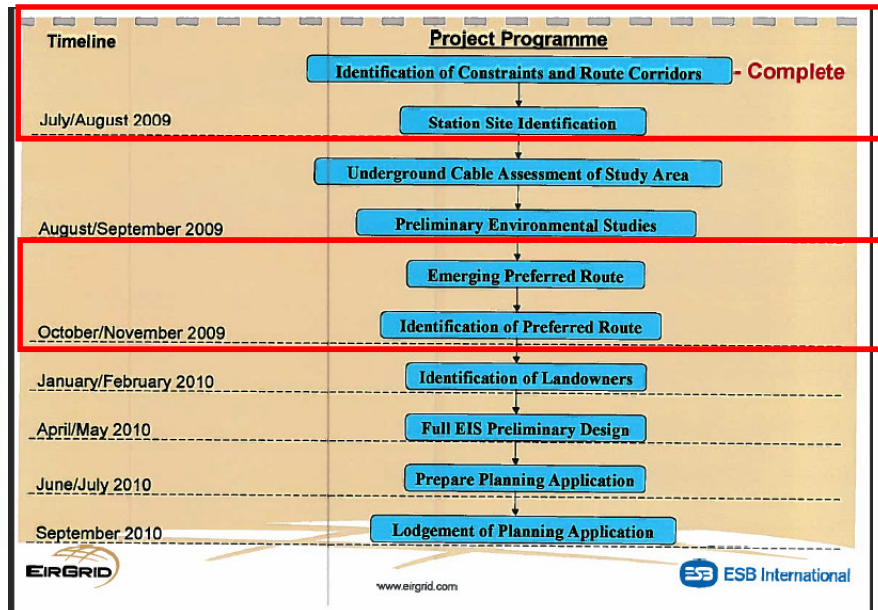 Timeline
Project Programme
Identification of Constraints and Route Corridors - Complete
July/August 2009
Station Site Identification
Underground Cable Assessment of Study Area
August/September 2009
Preliminary Environmental Studies
Emerging Preferred Route
October/November 2009
Identification of Preferred Route
January/February 2010
Identification of Landowners
April/May 2010
Full EIS Preliminary Design
June/July 2010
Prepare Planning Application
September 2010
Lodgement of Planning Application
EIRGRID
www.eirgrid.com
ESB ESB International